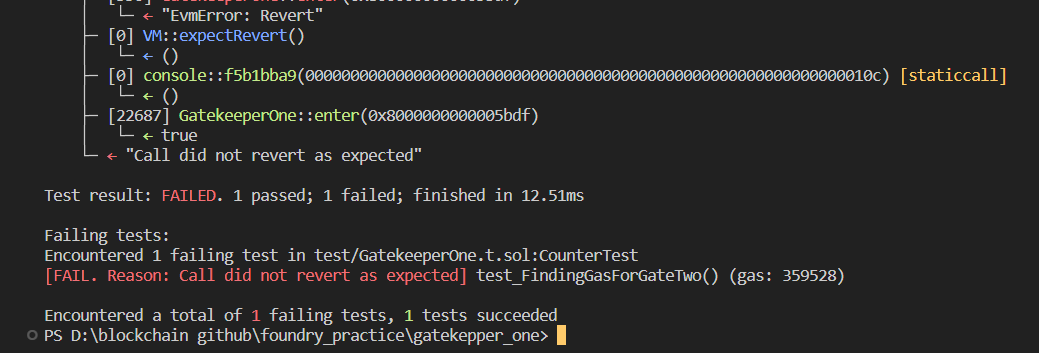 ← "EvmError: Revert"
[0] VM::expectRevert()
← ()
[0] console::f5b1bba9(000000000000000000000000000000000000000000000000000000000000010c) [staticcall]
← ()
[22687] GatekeeperOne::enter(0x8000000000005bdf)
← true
← "Call did not revert as expected"
Test result: FAILED. 1 passed; 1 failed; finished in 12.51ms
Failing tests:
Encountered 1 failing test in test/GatekeeperOne.t.sol:CounterTest
[FAIL. Reason: Call did not revert as expected] test_FindingGasForGateTwo() (gas: 359528)
Encountered a total of 1 failing tests, 1 tests succeeded
PS D:\blockchain github\foundry_practice\gatekepper_one>